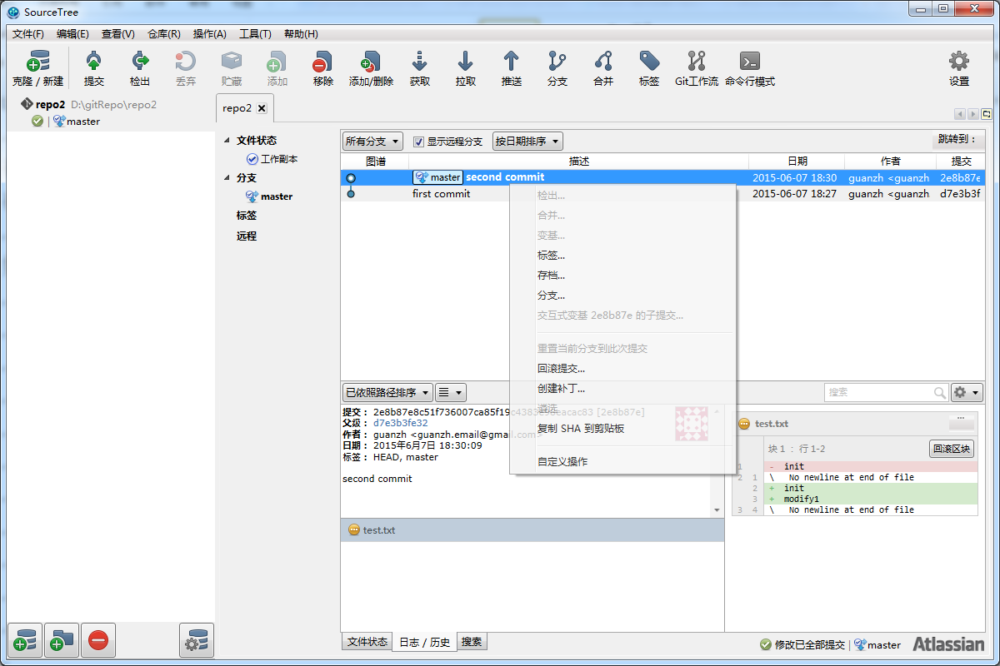 SourceTree
文件(F) 编辑(E) 查看(V) 仓库(R) 操作(A) 工具(T) 帮助(H)
克隆 / 新建 提交 检出 丢弃 贮藏 添加 移除 添加/删除 获取 拉取 推送 分支 合并 标签 Git工作流 命令行模式 设置
repo2 D:\gitRepo\repo2
master
repo2
文件状态
工作副本
分支
master
标签
远程
所有分支 显示远程分支 按日期排序 跳转到：
图谱 描述 日期 作者 提交
master second commit 2015-06-07 18:30 guanzh <guanzh 2e8b87e
first commit 2015-06-07 18:27 guanzh <guanzh d7e3b3f
检出...
合并...
变基...
标签...
存档...
分支...
交互式变基 2e8b87e 的子提交...
重置当前分支到此次提交
回滚提交...
创建补丁...
遴选
复制 SHA 到剪贴板
自定义操作
已依照路径排序 搜索
提交： 2e8b87e8c51f736007ca85f19 [2e8b87e]
父级： d7e3b3fe32
作者： guanzh <guanzh.email@gmail.com>
日期： 2015年6月7日 18:30:09
标签： HEAD, master
second commit
test.txt
test.txt
块 1 ：行 1-2 回滚区块
1 - init
2 1 \ No newline at end of file
2 + init
3 + modify1
3 4 \ No newline at end of file
文件状态 日志 / 历史 搜索
修改已全部提交 master Atlassian